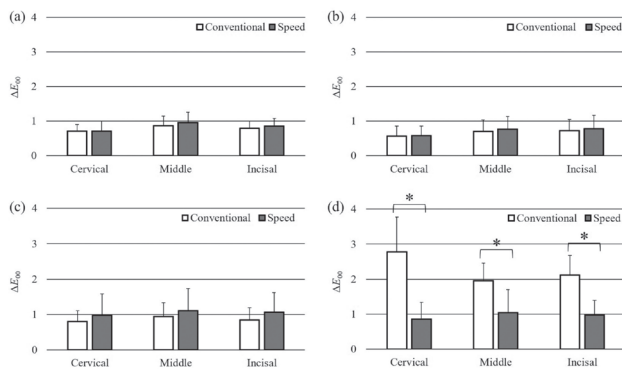 (a)
Conventional Speed
4
3
2
1
0
ΔE₀₀
Cervical Middle Incisal
(b)
Conventional Speed
4
3
2
1
0
ΔE₀₀
Cervical Middle Incisal
(c)
Conventional Speed
4
3
2
1
0
ΔE₀₀
Cervical Middle Incisal
(d)
Conventional Speed
4
3
2
1
0
ΔE₀₀
* * *
Cervical Middle Incisal